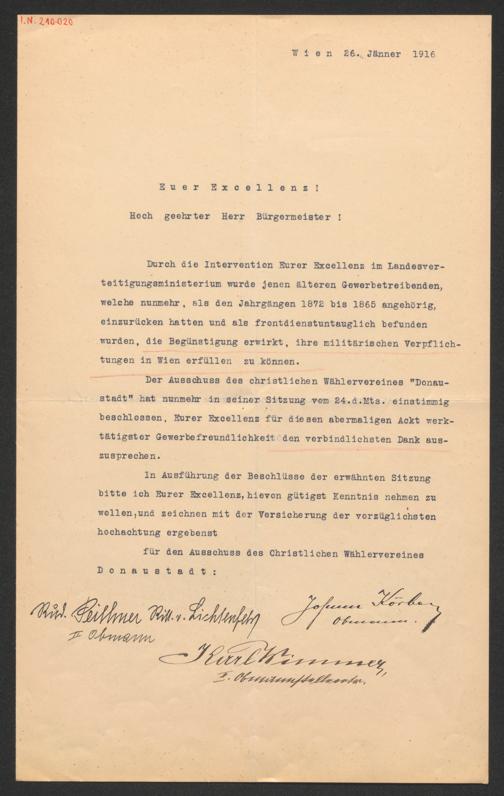 I.N. 240.020
Wien 26. Jänner 1916
Euer Excellenz!
Hoch geehrter Herr Bürgermeister !
Durch die Intervention Eurer Excellenz im Landesver-
teitigungsministerium wurde jenen älteren Gewerbetreibenden,
welche nunmehr, als den Jahrgängen 1872 bis 1865 angehörig,
einzurücken hatten und als frontdienstuntauglich befunden
wurden, die Begünstigung erwirkt, ihre militärischen Verpflich-
tungen in Wien erfüllen zu können.
Der Ausschuss des christlichen Wählervereines "Donau-
stadt" hat nunmehr in seiner Sitzung vom 24.d.Mts. einstimmig
beschlossen, Eurer Excellenz für diesen abermaligen Ackt werk-
tätigster Gewerbefreundlichkeit den verbindlichsten Dank aus-
zusprechen.
In Ausführung der Beschlüsse der erwähnten Sitzung
bitte ich Eurer Excellenz,hievon gütigst Kenntnis nehmen zu
wollen,und zeichnen mit der Versicherung der vorzüglichsten
hochachtung ergebenst
für den Ausschuss des Christlichen Wählervereines
Donaustadt:
Rud. Peithner Ritt. v. Lichtenfels
II Obmann
Johann Körber
Obmann.
Karl Wimmer,
I. Obmannstellvertr.